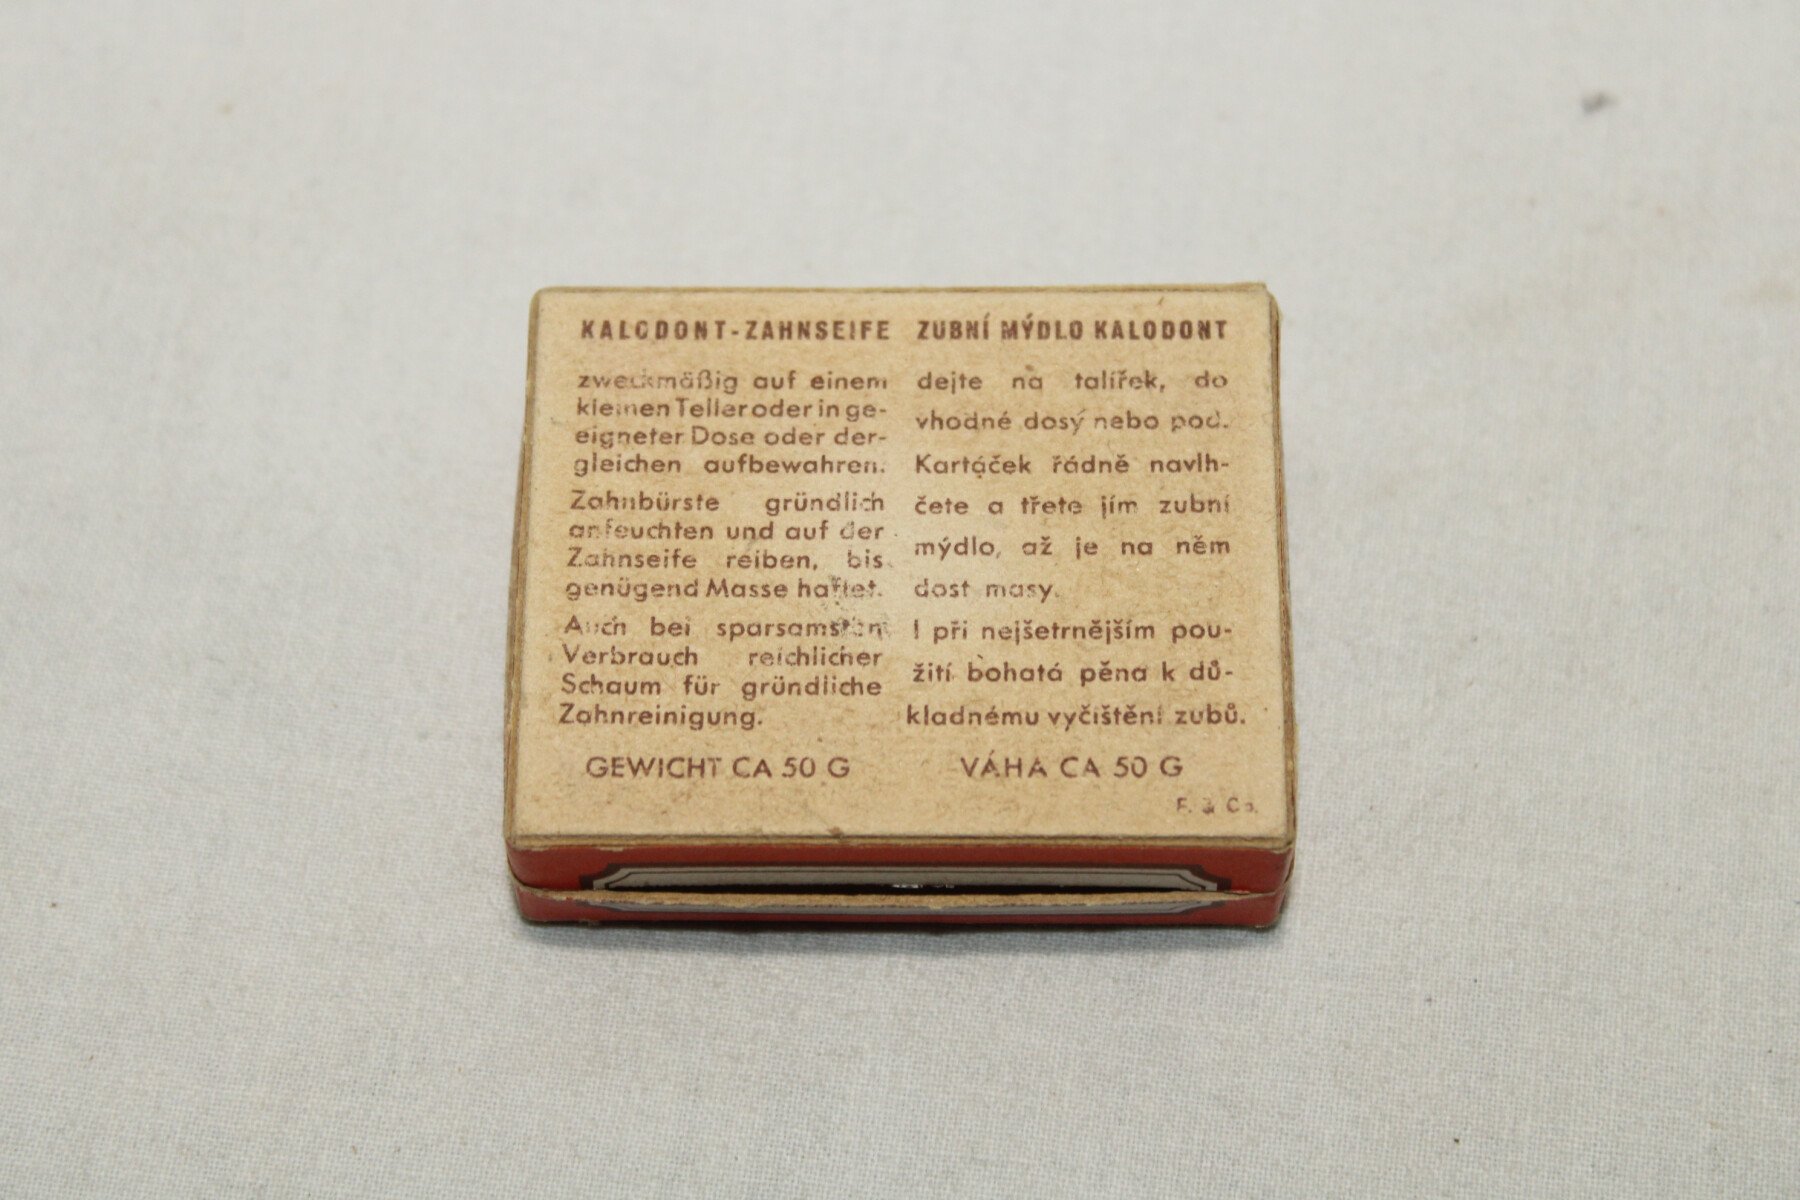 KALODONT-ZAHNSEIFE
zweckmäßig auf einem
kleinen Teller oder in ge-
eigneter Dose oder der-
gleichen aufbewahren.
Zahnbürste gründlich
anfeuchten und auf der
Zahnseife reiben, bis
genügend Masse haftet.
Auch bei sparsamstem
Verbrauch reichlicher
Schaum für gründliche
Zahnreinigung.
GEWICHT CA 50 G
ZUBNÍ MÝDLO KALODONT
dejte na talířek, do
vhodné dosý nebo pod.
Kartáček řádně navlh-
čete a třete jím zubní
mýdlo, až je na něm
dost masy.
I při nejšetrnějším pou-
žití bohatá pěna k dů-
kladnému vyčištění zubů.
VÁHA CA 50 G
F. & Co.